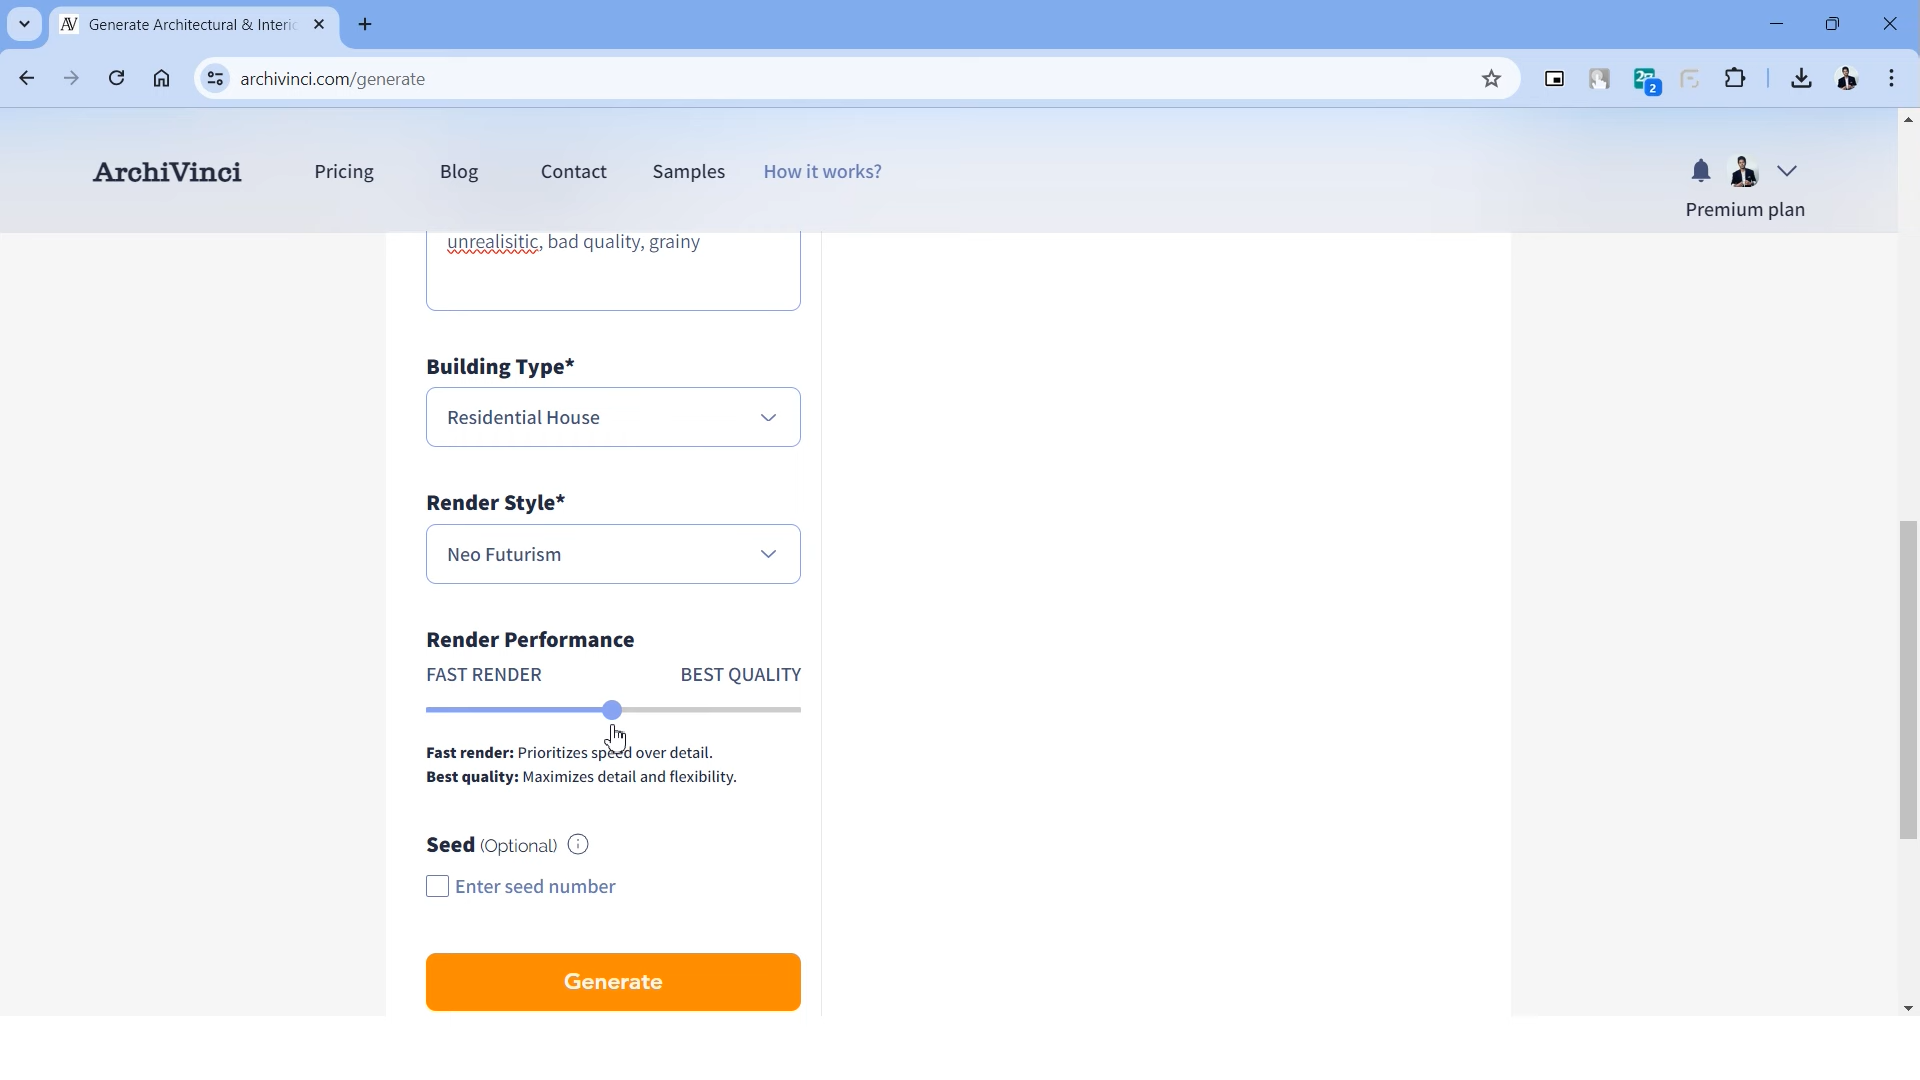 AV Generate Architectural & Interic
archivinci.com/generate
2
ArchiVinci Pricing Blog Contact Samples How it works?
Premium plan
unrealisitic, bad quality, grainy
Building Type*
Residential House
Render Style*
Neo Futurism
Render Performance
FAST RENDER BEST QUALITY
Fast render: Prioritizes speed over detail.
Best quality: Maximizes detail and flexibility.
Seed (Optional)
Enter seed number
Generate